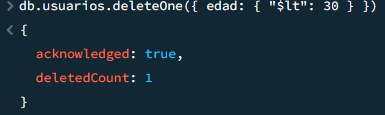 > db.usuarios.deleteOne({ edad: { "$lt": 30 } })
< {
acknowledged: true,
deletedCount: 1
}